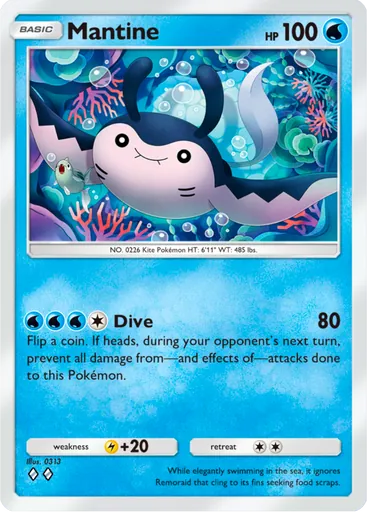 BASIC Mantine HP 100
NO. 0226 Kite Pokémon HT: 6'11" WT: 485 lbs.
Dive 80
Flip a coin. If heads, during your opponent's next turn,
prevent all damage from—and effects of—attacks done
to this Pokémon.
weakness +20 retreat
Illus. 0313
While elegantly swimming in the sea, it ignores
Remoraid that cling to its fins seeking food scraps.